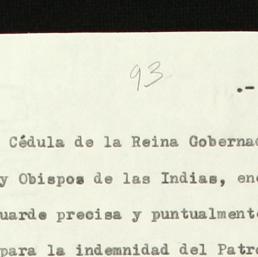 93
.-
Cédula de la Reina Gobernad
y Obispos de las Indias, enc
uarde precisa y puntualmente
para la indemnidad del Patro